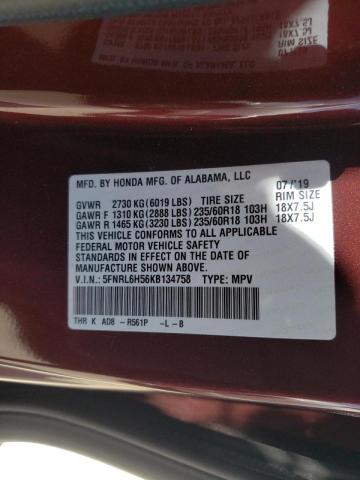 MFD. BY HONDA MFG. OF ALABAMA, LLC 07/'19
GVWR 2730 KG (6019 LBS) TIRE SIZE RIM SIZE
GAWR F 1310 KG (2888 LBS) 235/60R18 103H 18X7.5J
GAWR R 1465 KG (3230 LBS) 235/60R18 103H 18X7.5J
THIS VEHICLE CONFORMS TO ALL APPLICABLE
FEDERAL MOTOR VEHICLE SAFETY
STANDARDS IN EFFECT ON THE DATE OF
MANUFACTURE SHOWN ABOVE.
V.I.N.: 5FNRL6H56KB134758 TYPE: MPV
THR K AD8 - R561P -L-B